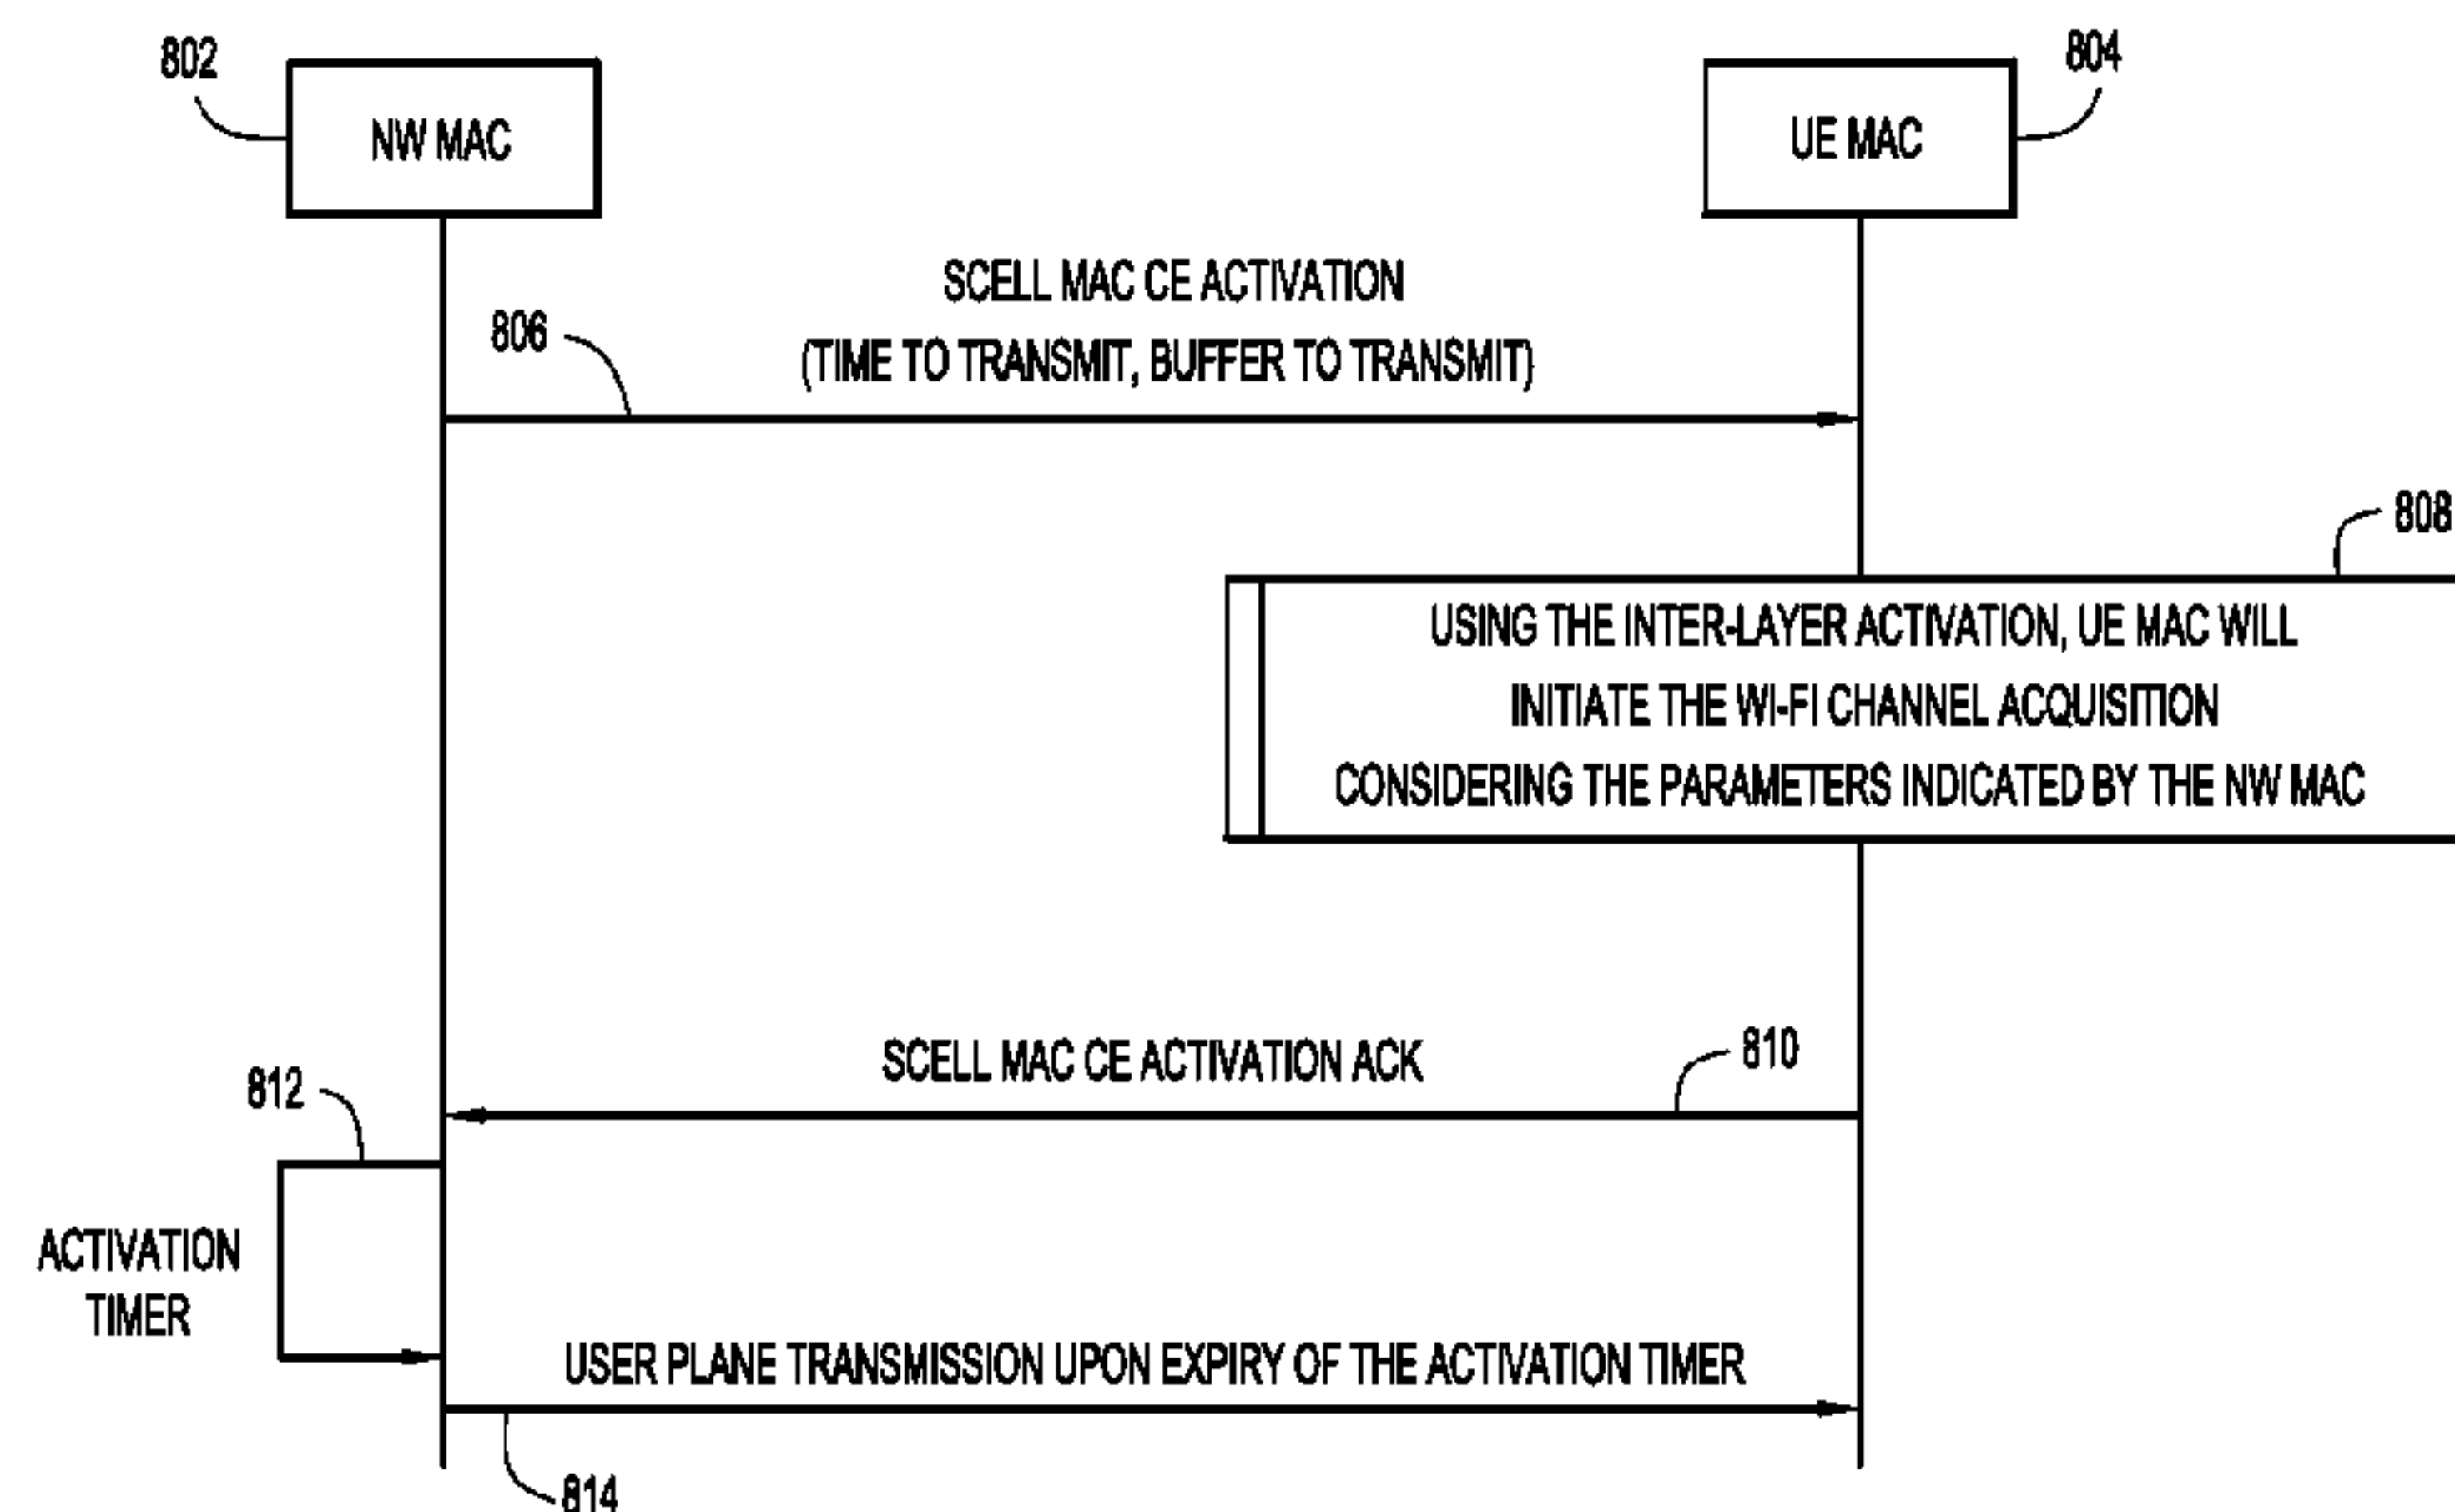 802
NW MAC
804
UE MAC
SCELL MAC CE ACTIVATION
806
(TIME TO TRANSMIT, BUFFER TO TRANSMIT)
808
USING THE INTER-LAYER ACTIVATION, UE MAC WILL
INITIATE THE WI-FI CHANNEL ACQUISITION
CONSIDERING THE PARAMETERS INDICATED BY THE NW MAC
SCELL MAC CE ACTIVATION ACK
810
812
ACTIVATION
TIMER
USER PLANE TRANSMISSION UPON EXPIRY OF THE ACTIVATION TIMER
814